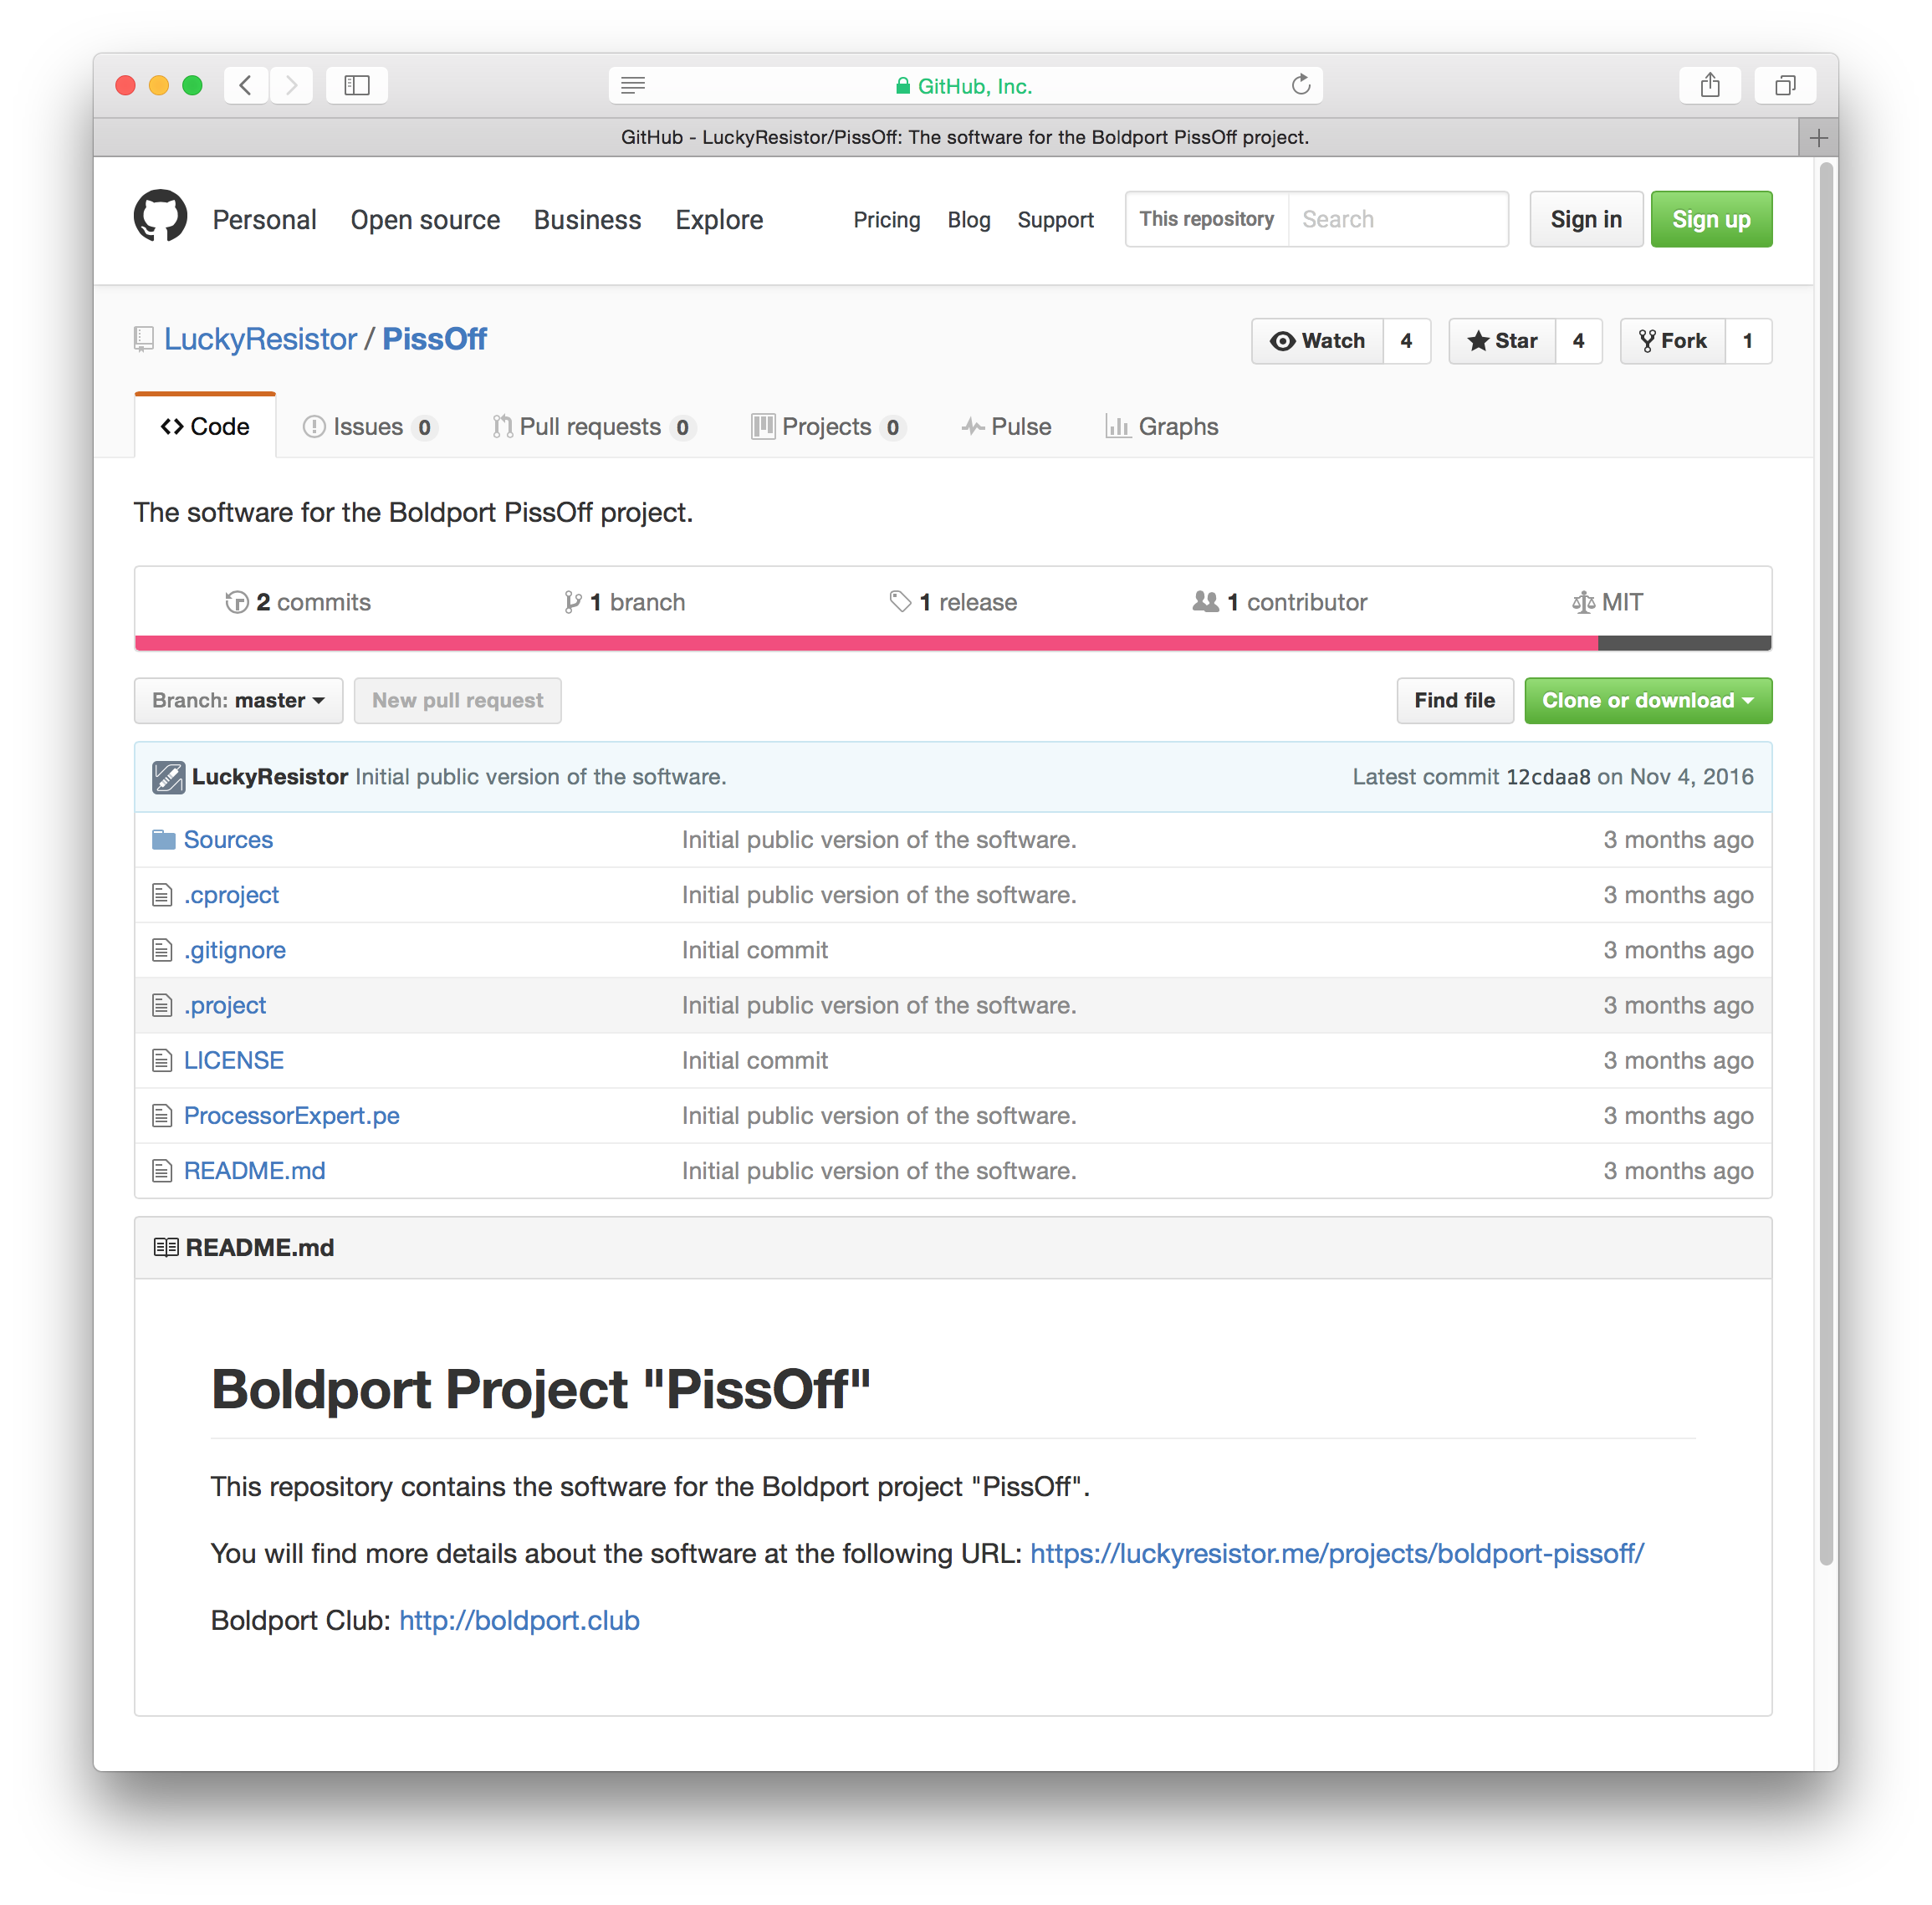 GitHub, Inc.
GitHub - LuckyResistor/PissOff: The software for the Boldport PissOff project.
Personal Open source Business Explore Pricing Blog Support This repository Search Sign in Sign up
LuckyResistor / PissOff Watch 4 Star 4 Fork 1
Code Issues 0 Pull requests 0 Projects 0 Pulse Graphs
The software for the Boldport PissOff project.
2 commits 1 branch 1 release 1 contributor MIT
Branch: master New pull request Find file Clone or download
LuckyResistor Initial public version of the software. Latest commit 12cdaa8 on Nov 4, 2016
Sources Initial public version of the software. 3 months ago
.cproject Initial public version of the software. 3 months ago
.gitignore Initial commit 3 months ago
.project Initial public version of the software. 3 months ago
LICENSE Initial commit 3 months ago
ProcessorExpert.pe Initial public version of the software. 3 months ago
README.md Initial public version of the software. 3 months ago
README.md
Boldport Project "PissOff"
This repository contains the software for the Boldport project "PissOff".
You will find more details about the software at the following URL: https://luckyresistor.me/projects/boldport-pissoff/
Boldport Club: http://boldport.club